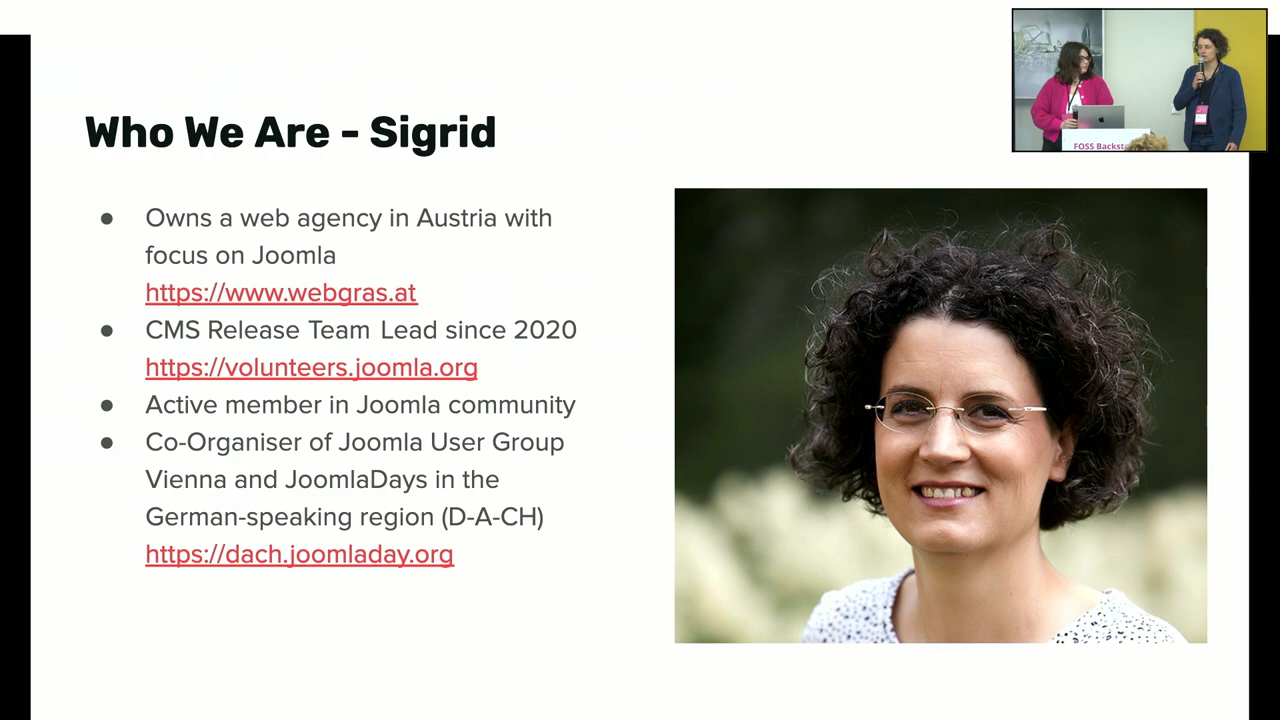 Who We Are - Sigrid
● Owns a web agency in Austria with
focus on Joomla
https://www.webgras.at
● CMS Release Team Lead since 2020
https://volunteers.joomla.org
● Active member in Joomla community
● Co-Organiser of Joomla User Group
Vienna and JoomlaDays in the
German-speaking region (D-A-CH)
https://dach.joomladay.org
FOSS Backsta